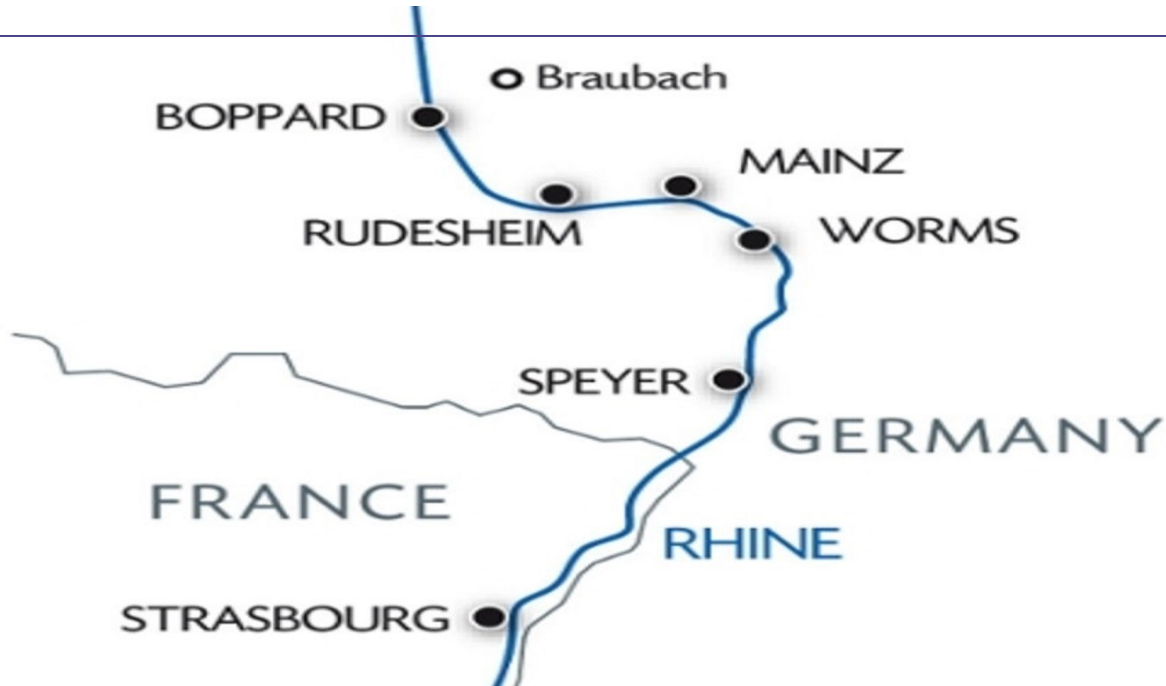 Braubach
BOPPARD
MAINZ
RUDESHEIM
WORMS
SPEYER
GERMANY
FRANCE
RHINE
STRASBOURG